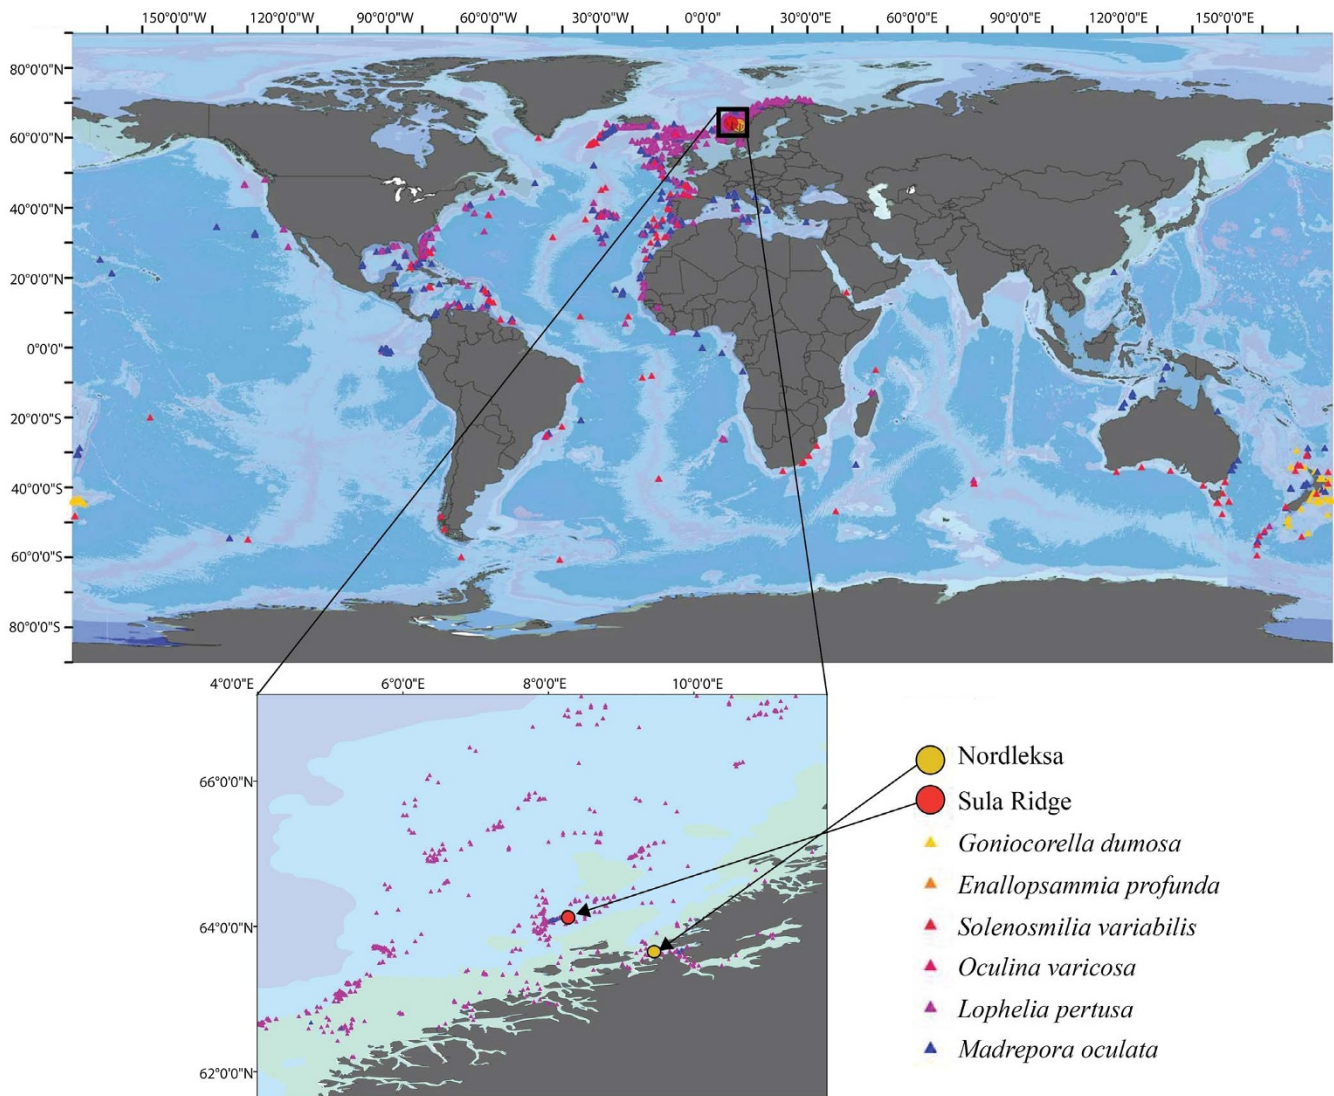 150°0'0"W 120°0'0"W 90°0'0"W 60°0'0"W 30°0'0"W 0°0'0" 30°0'0"E 60°0'0"E 90°0'0"E 120°0'0"E 150°0'0"E
80°0'0"N
60°0'0"N
40°0'0"N
20°0'0"N
0°0'0"
20°0'0"S
40°0'0"S
60°0'0"S
80°0'0"S
4°0'0"E 6°0'0"E 8°0'0"E 10°0'0"E
66°0'0"N
64°0'0"N
62°0'0"N
Nordleksa
Sula Ridge
Goniocorella dumosa
Enallopsammia profunda
Solenosmilia variabilis
Oculina varicosa
Lophelia pertusa
Madrepora oculata